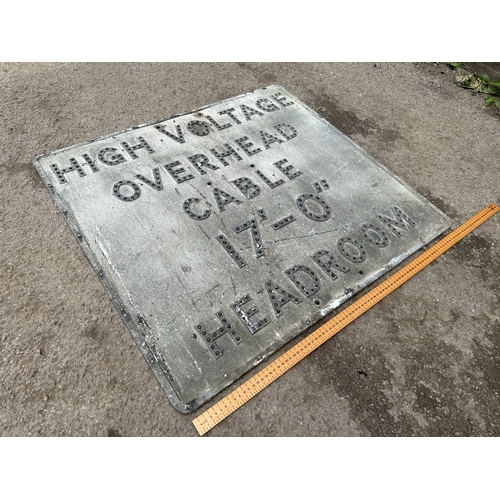 HIGH VOLTAGE
OVERHEAD
CABLE
17'-0"
HEADROOM